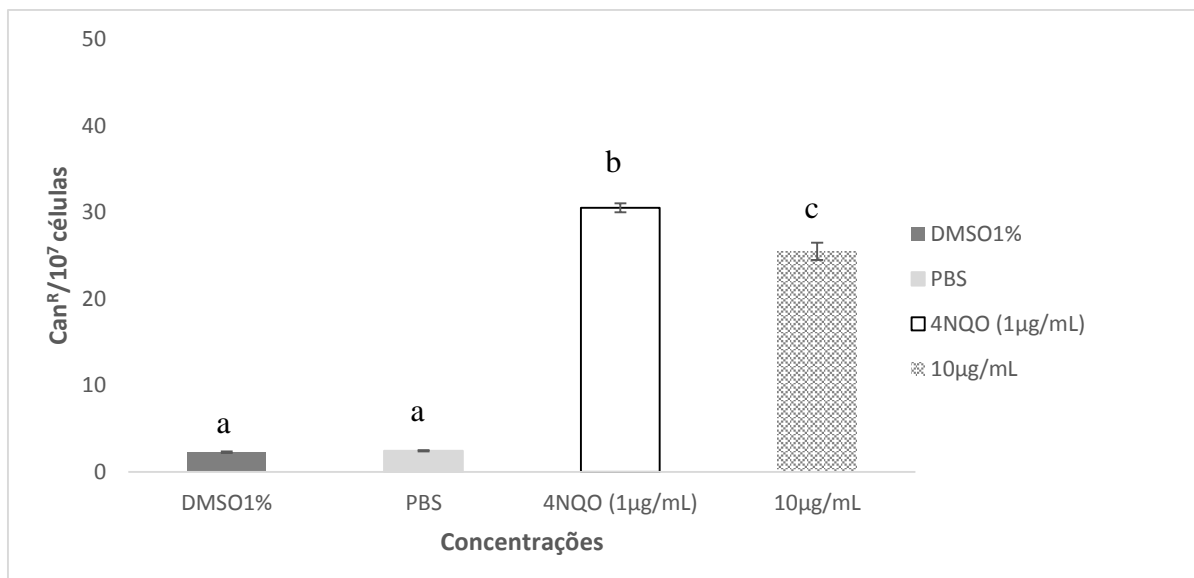 50
40
30
20
10
0
Can^R/10^7 células
a
a
b
c
DMSO1%
PBS
4NQO (1µg/mL)
10µg/mL
Concentrações
DMSO1%
PBS
4NQO (1µg/mL)
10µg/mL